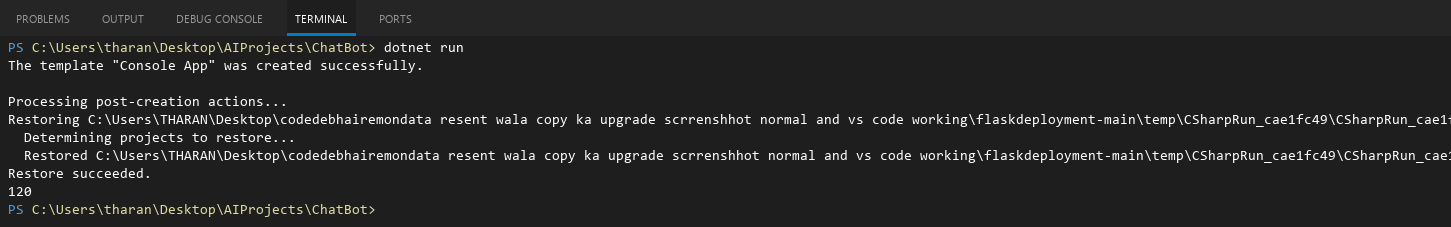 PROBLEMS OUTPUT DEBUG CONSOLE TERMINAL PORTS
PS C:\Users\tharan\Desktop\AIProjects\ChatBot> dotnet run
The template "Console App" was created successfully.
Processing post-creation actions...
Restoring C:\Users\THARAN\Desktop\codedebhairemondata resent wala copy ka upgrade scrrenshhot normal and vs code working\flaskdeployment-main\temp\CSharpRun_cae1fc49\CSharpRun_cae1f
Determining projects to restore...
Restored C:\Users\THARAN\Desktop\codedebhairemondata resent wala copy ka upgrade scrrenshhot normal and vs code working\flaskdeployment-main\temp\CSharpRun_cae1fc49\CSharpRun_cae1
Restore succeeded.
120
PS C:\Users\tharan\Desktop\AIProjects\ChatBot>